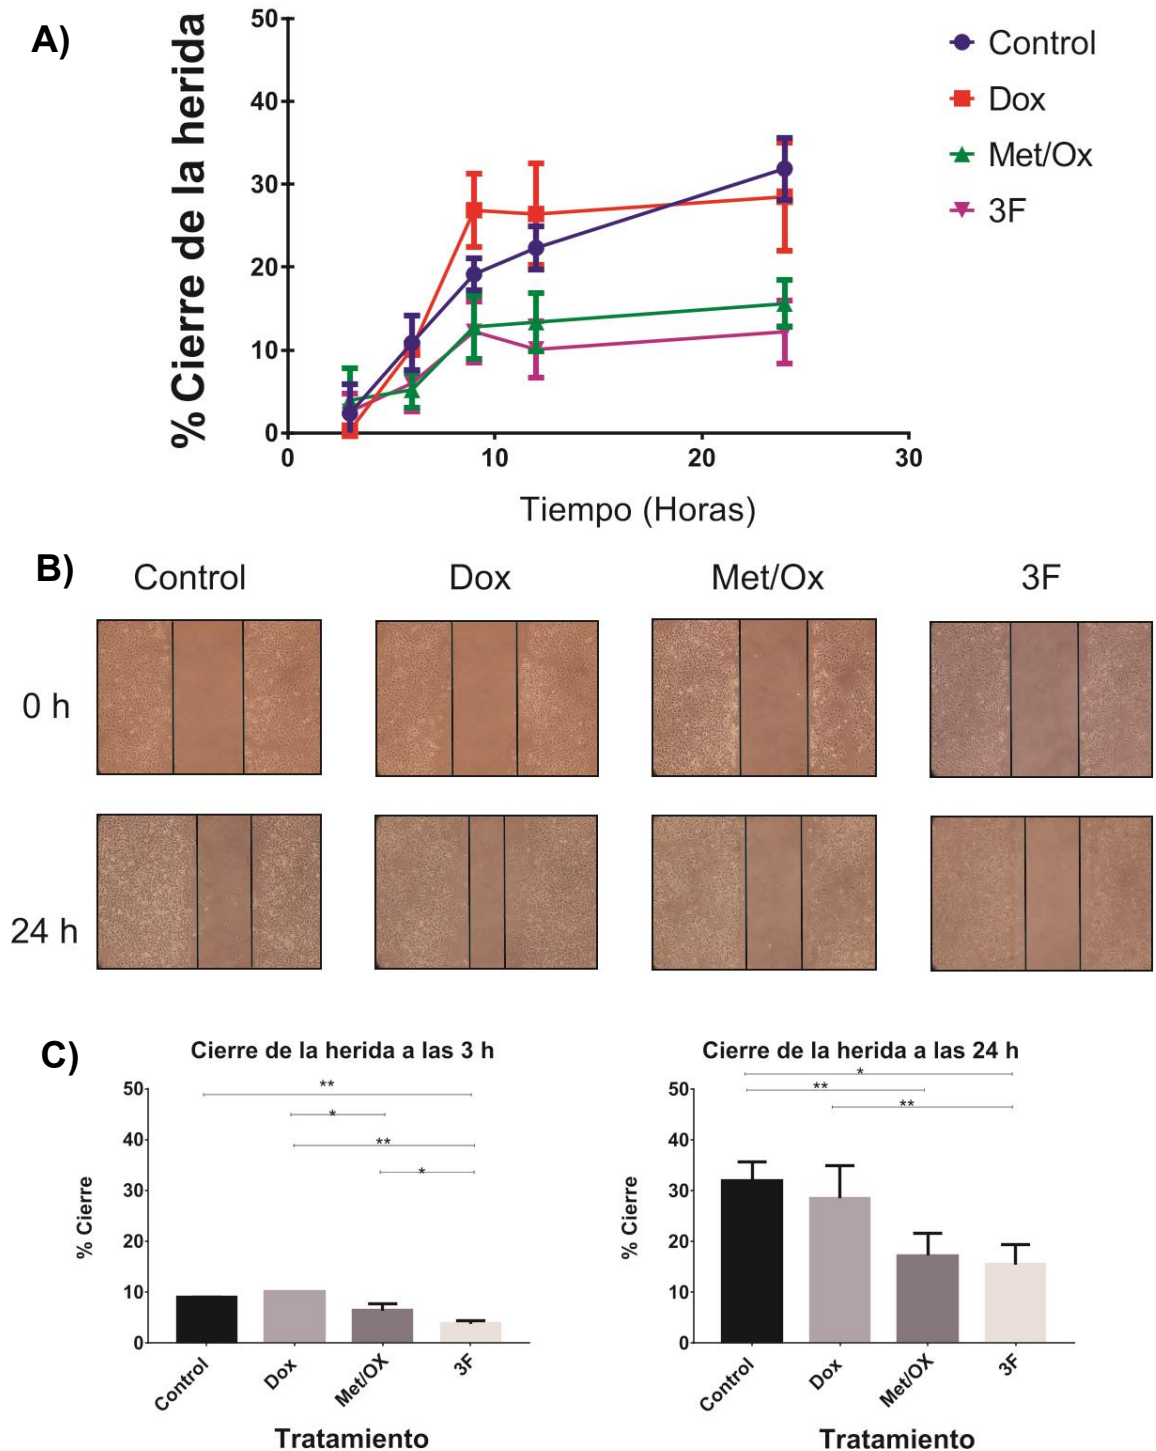 A)
% Cierre de la herida
50
40
30
20
10
0
0 10 20 30
Tiempo (Horas)
Control
Dox
Met/Ox
3F
B)
Control Dox Met/Ox 3F
0 h
24 h
C)
Cierre de la herida a las 3 h
% Cierre
50
40
30
20
10
0
**
*
**
*
Control Dox Met/OX 3F
Tratamiento
Cierre de la herida a las 24 h
% Cierre
50
40
30
20
10
0
*
**
**
Control Dox Met/OX 3F
Tratamiento